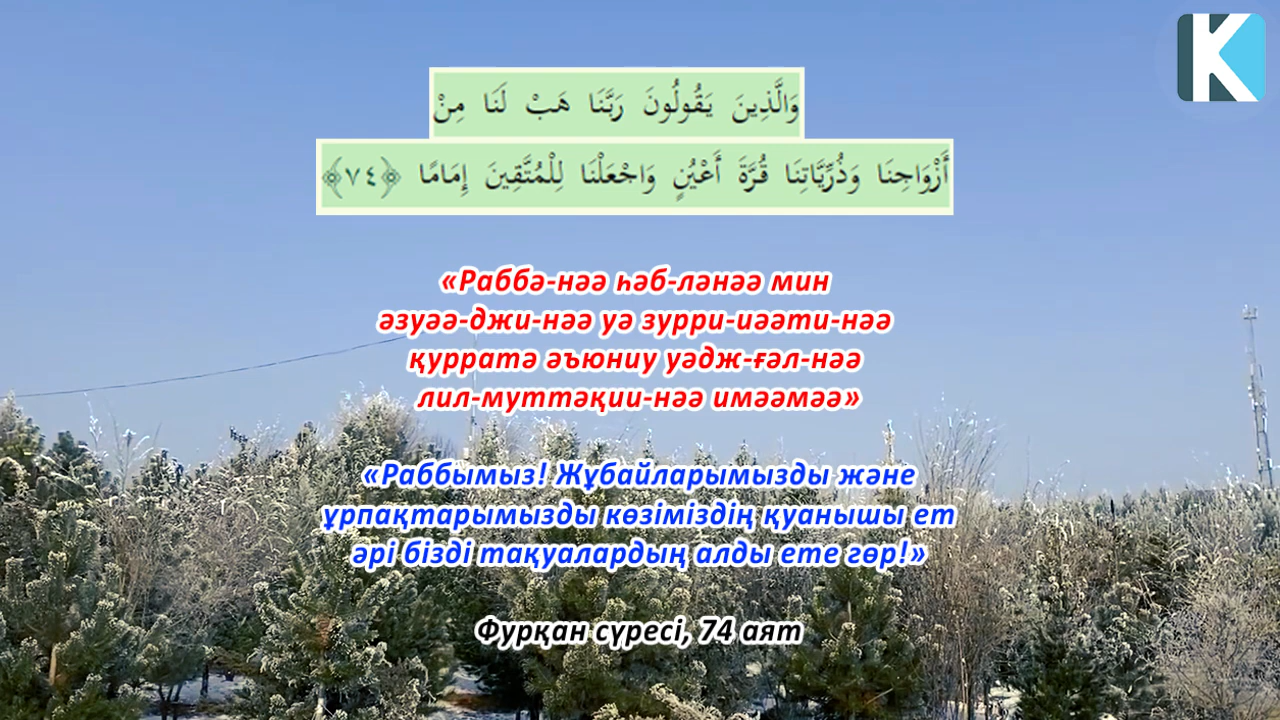 K
وَالَّذِينَ يَقُولُونَ رَبَّنَا هَبْ لَنَا مِنْ
أَزْوَاجِنَا وَذُرِّيَّاتِنَا قُرَّةَ أَعْيُنٍ وَاجْعَلْنَا لِلْمُتَّقِينَ إِمَامًا ﴿٧٤﴾
«Раббә-нәә һәб-ләнәә мин
әзуәә-джи-нәә уә зурри-иәәти-нәә
қурратә әъюниу уәдж-ғәл-нәә
лил-муттәқии-нәә имәәмәә»
«Раббымыз! Жұбайларымызды және
ұрпақтарымызды көзіміздің қуанышы ет
әрі бізді тақуалардың алды ете гөр!»
Фурқан сүресі, 74 аят